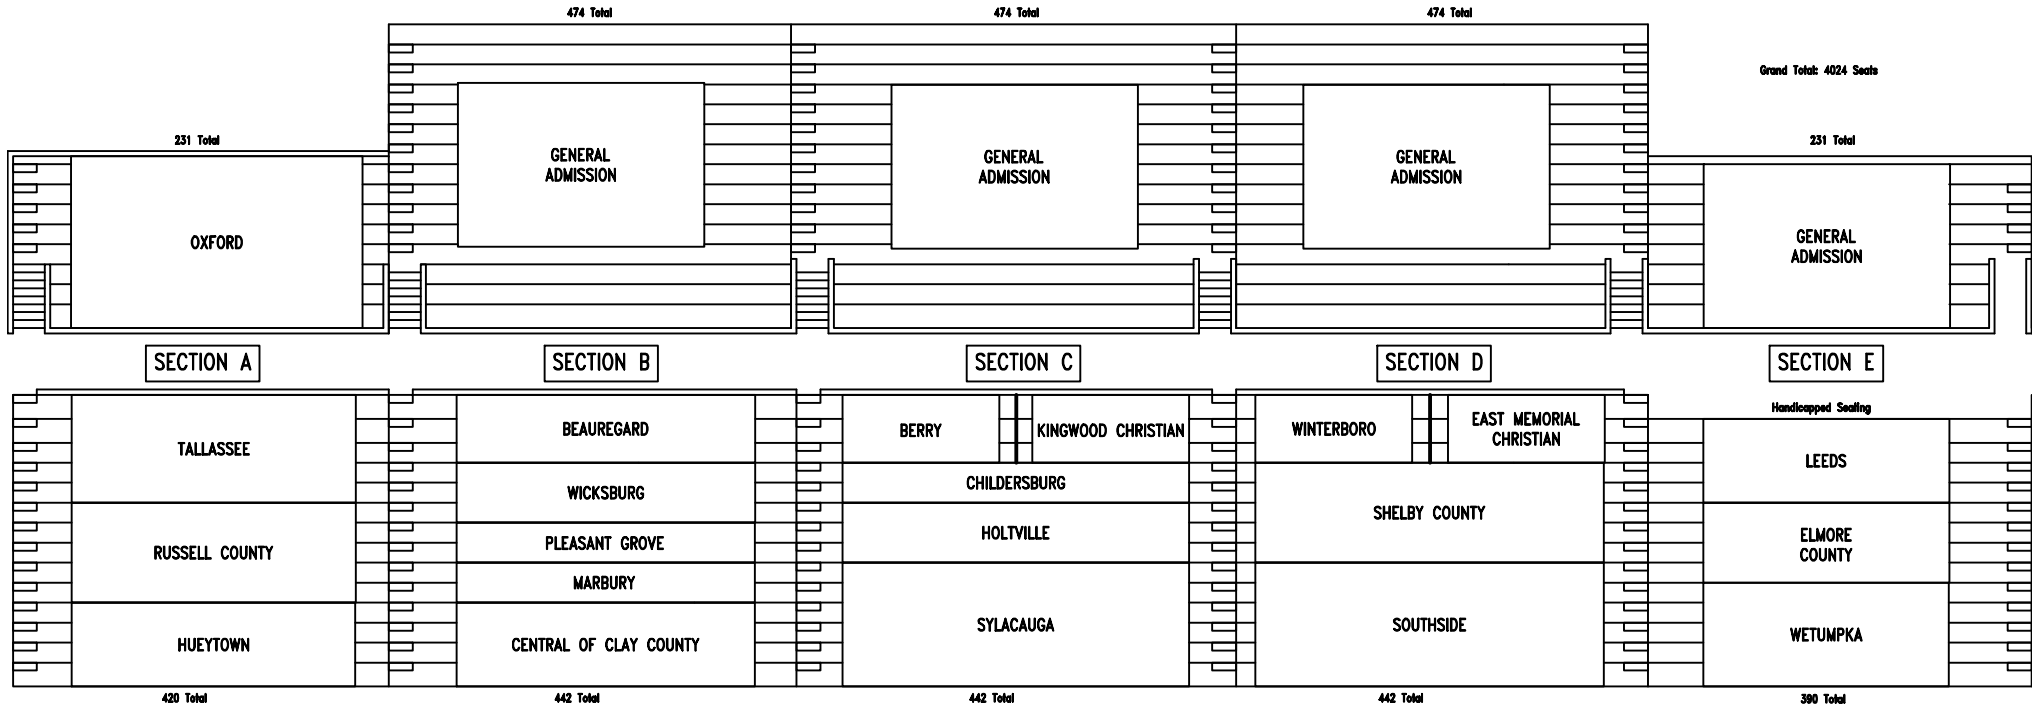 474 Total
474 Total
474 Total
Grand Total: 4024 Seats
231 Total
231 Total
GENERAL
ADMISSION
GENERAL
ADMISSION
GENERAL
ADMISSION
OXFORD
GENERAL
ADMISSION
SECTION A
SECTION B
SECTION C
SECTION D
SECTION E
Handicapped Seating
TALLASSEE
RUSSELL COUNTY
HUEYTOWN
BEAUREGARD
WICKSBURG
PLEASANT GROVE
MARBURY
CENTRAL OF CLAY COUNTY
BERRY
KINGWOOD CHRISTIAN
CHILDERSBURG
HOLTVILLE
SYLACAUGA
WINTERBORO
EAST MEMORIAL
CHRISTIAN
SHELBY COUNTY
SOUTHSIDE
LEEDS
ELMORE
COUNTY
WETUMPKA
420 Total
442 Total
442 Total
442 Total
390 Total